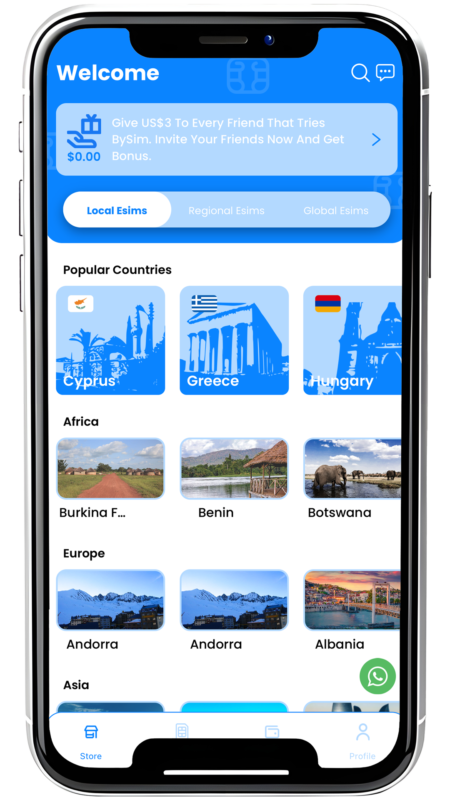 Welcome
Give US$3 To Every Friend That Tries
BySim. Invite Your Friends Now And Get
Bonus.
$0.00
Local Esims
Regional Esims
Global Esims
Popular Countries
Cyprus
Greece
Hungary
Africa
Burkina F...
Benin
Botswana
Europe
Andorra
Andorra
Albania
Asia
Store
Profile